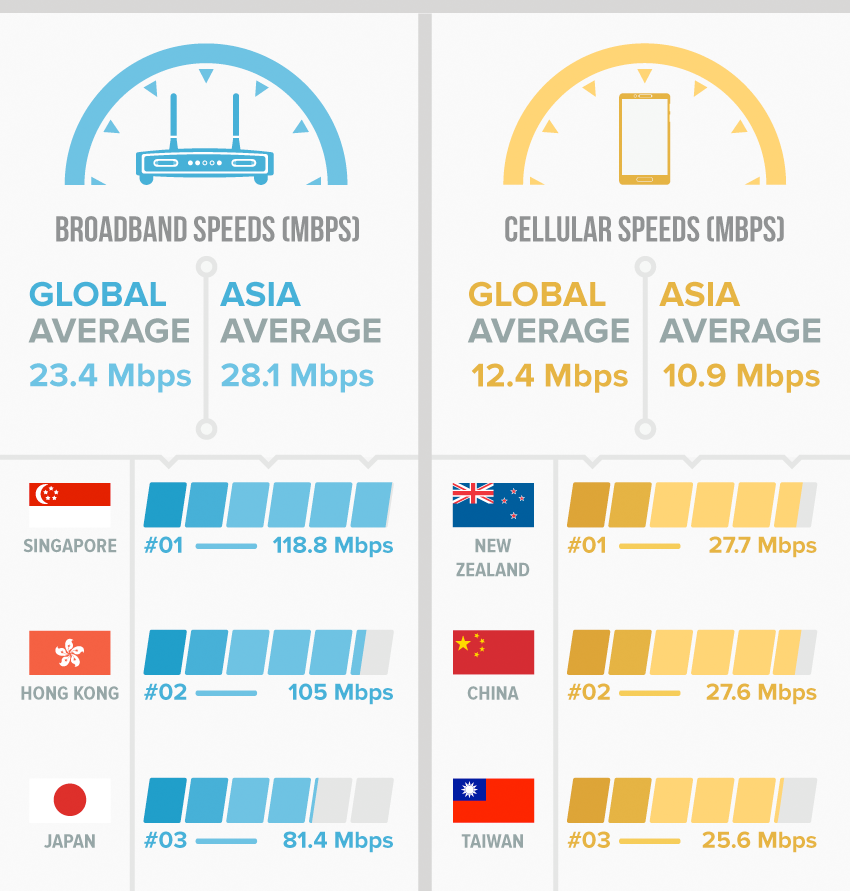 BROADBAND SPEEDS (MBPS)
GLOBAL
AVERAGE
23.4 Mbps
ASIA
AVERAGE
28.1 Mbps
SINGAPORE
#01
118.8 Mbps
HONG KONG
#02
105 Mbps
JAPAN
#03
81.4 Mbps
CELLULAR SPEEDS (MBPS)
GLOBAL
AVERAGE
12.4 Mbps
ASIA
AVERAGE
10.9 Mbps
NEW
ZEALAND
#01
27.7 Mbps
CHINA
#02
27.6 Mbps
TAIWAN
#03
25.6 Mbps